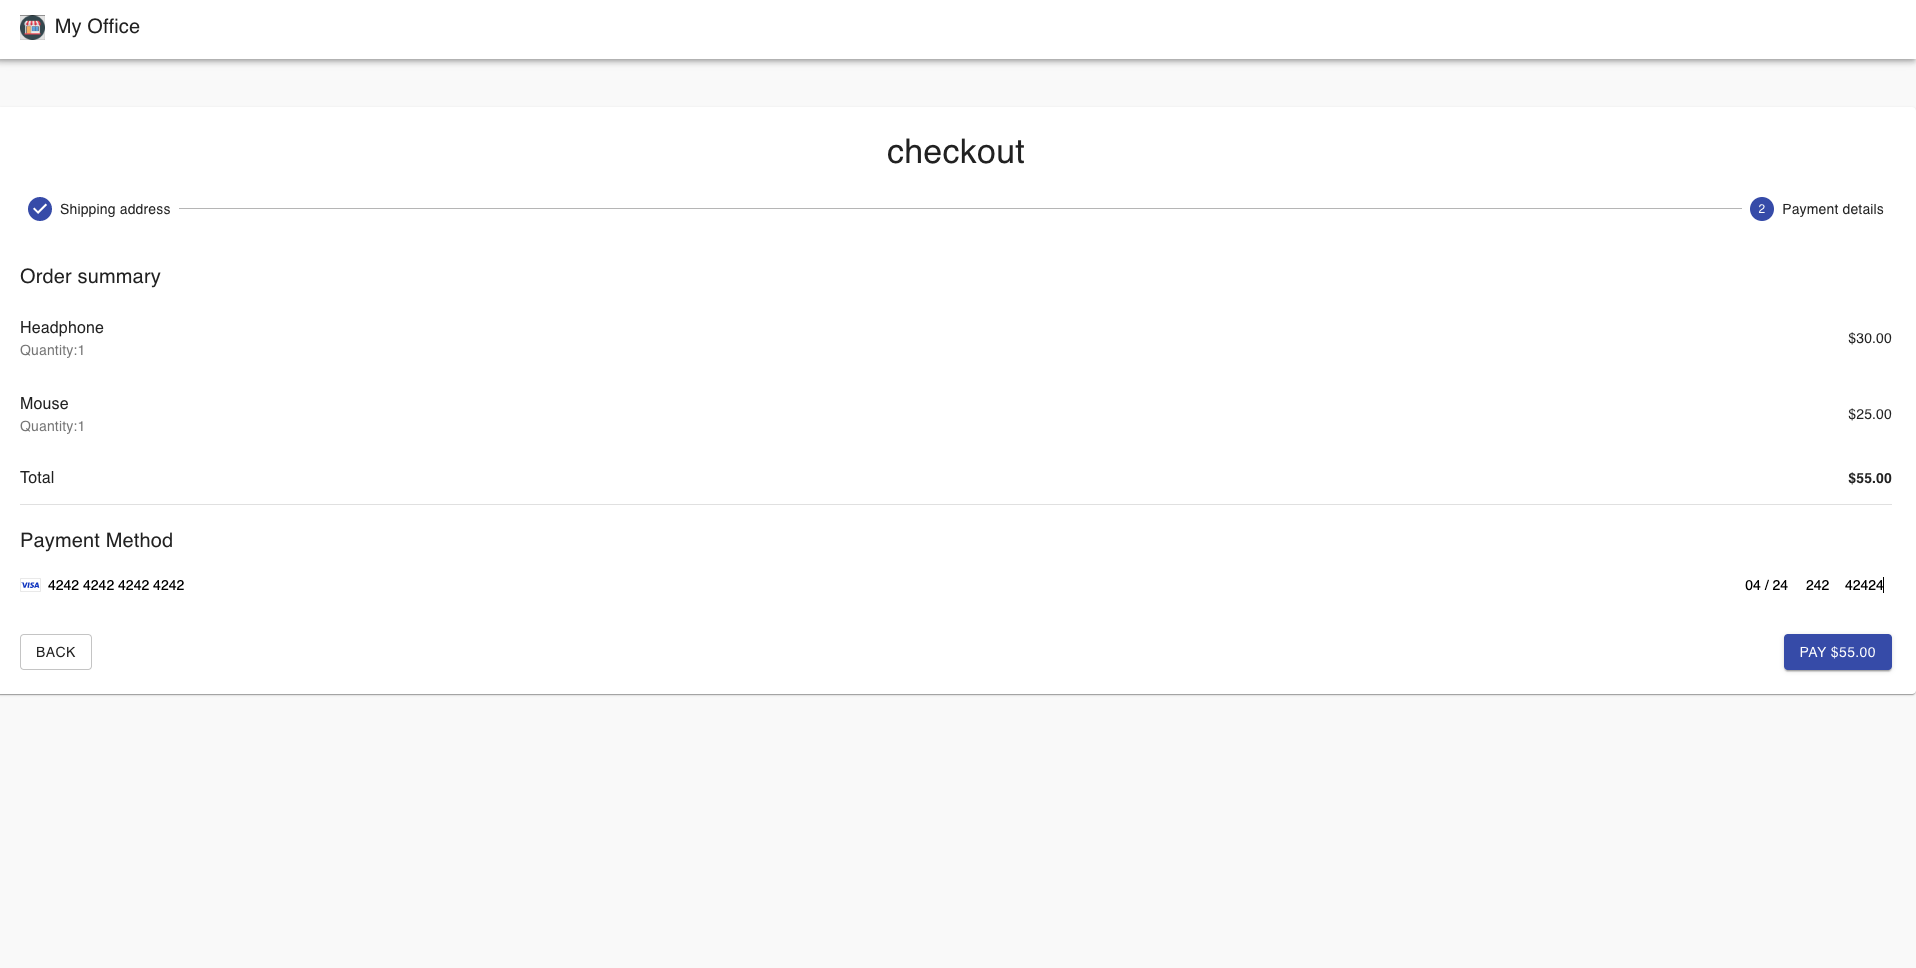 My Office
checkout
Shipping address
2 Payment details
Order summary
Headphone
Quantity:1
$30.00
Mouse
Quantity:1
$25.00
Total $55.00
Payment Method
VISA 4242 4242 4242 4242 04 / 24 242 42424
BACK PAY $55.00